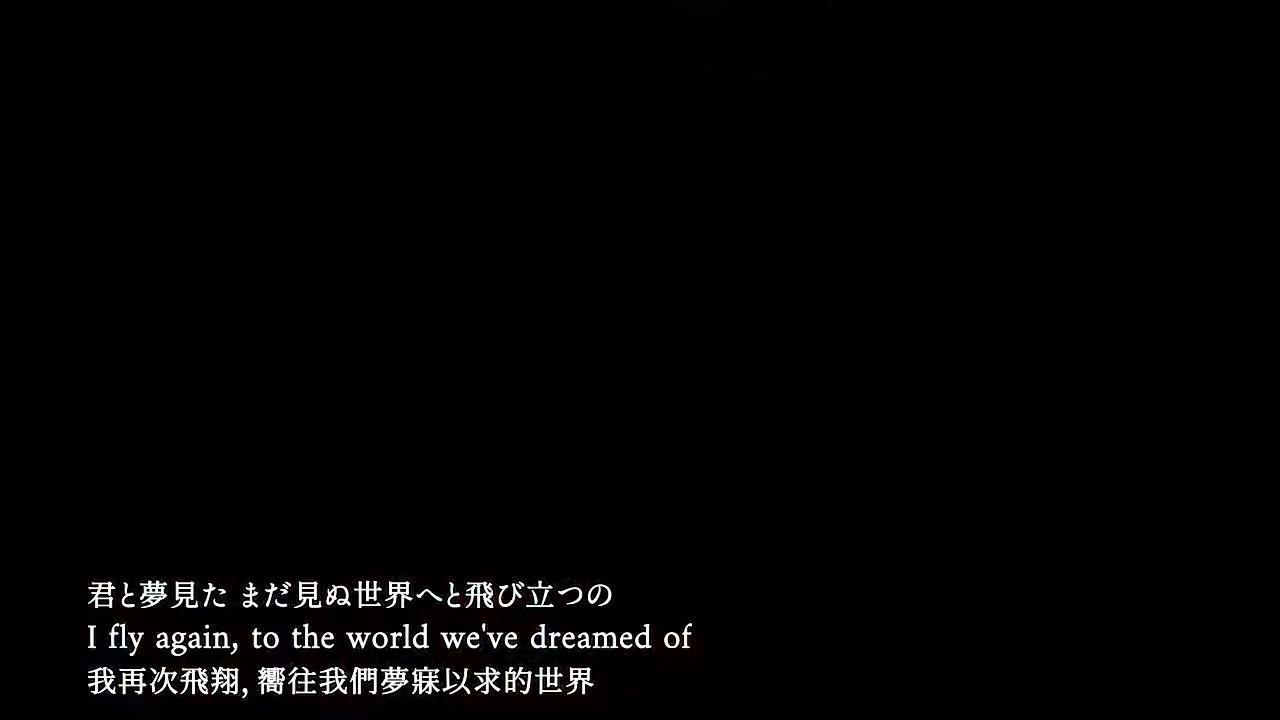 君と夢見た まだ見ぬ世界へと飛び立つの
I fly again, to the world we've dreamed of
我再次飛翔, 嚮往我們夢寐以求的世界